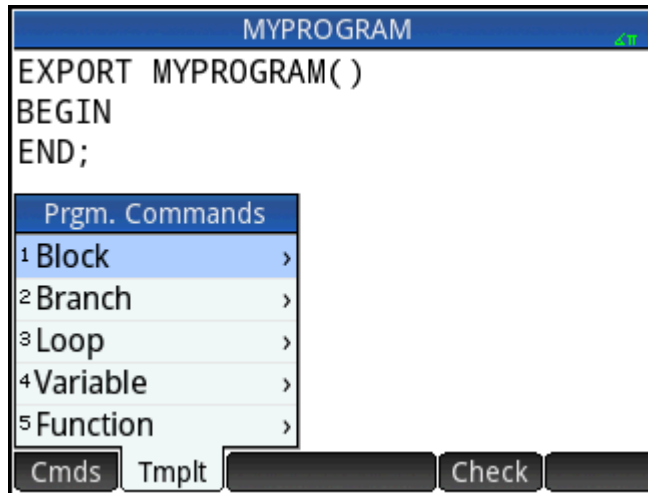 MYPROGRAM
∡π
EXPORT MYPROGRAM()
BEGIN
END;
Prgm. Commands
1 Block ›
2 Branch ›
3 Loop ›
4 Variable ›
5 Function ›
Cmds Tmplt Check